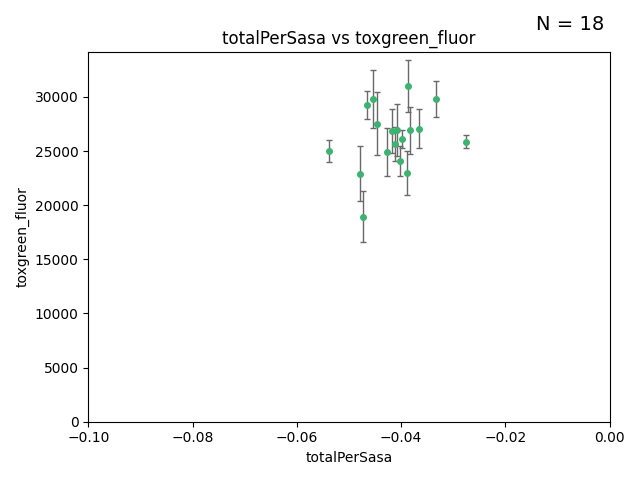 N = 18
totalPerSasa vs toxgreen_fluor
toxgreen_fluor
30000
25000
20000
15000
10000
5000
0
−0.10 −0.08 −0.06 −0.04 −0.02 0.00
totalPerSasa